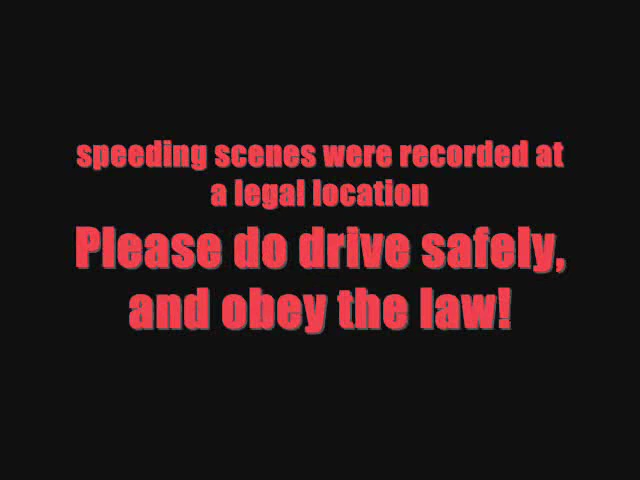 speeding scenes were recorded at
a legal location
Please do drive safely,
and obey the law!